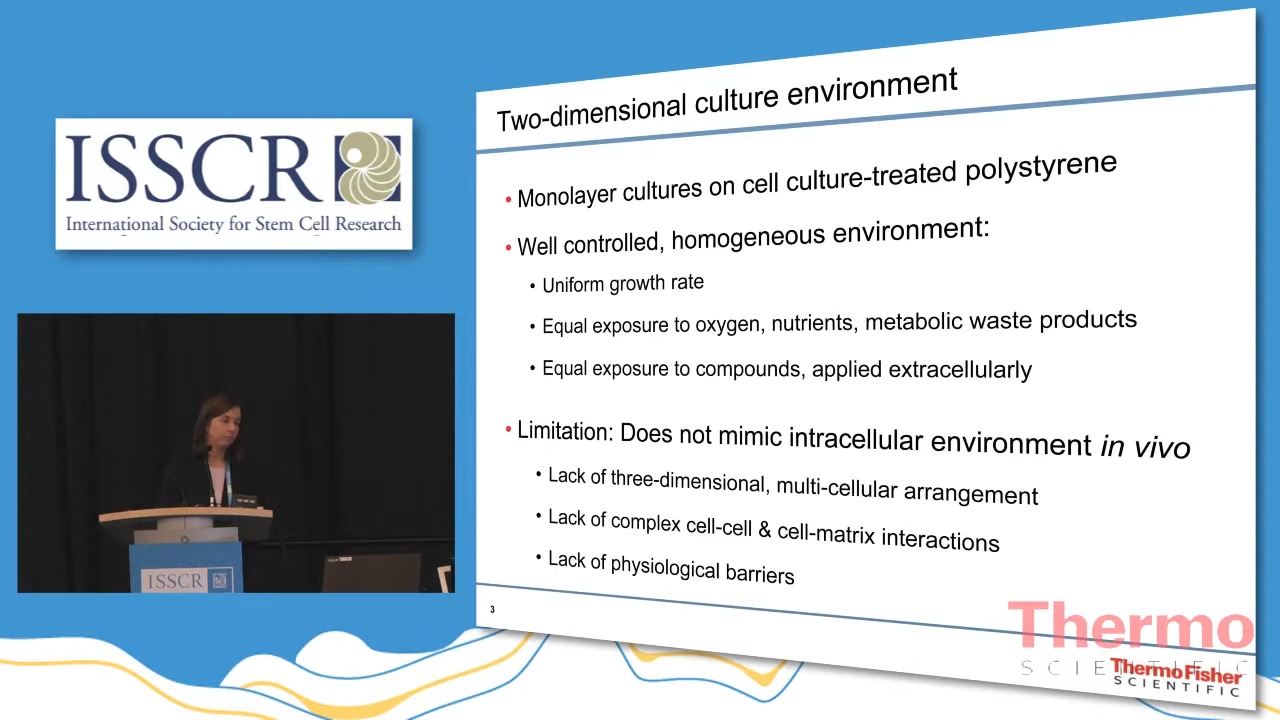 ISSCR
International Society for Stem Cell Research
ISSCR
Two-dimensional culture environment
• Monolayer cultures on cell culture-treated polystyrene
• Well controlled, homogeneous environment:
• Uniform growth rate
• Equal exposure to oxygen, nutrients, metabolic waste products
• Equal exposure to compounds, applied extracellularly
• Limitation: Does not mimic intracellular environment in vivo
• Lack of three-dimensional, multi-cellular arrangement
• Lack of complex cell-cell & cell-matrix interactions
• Lack of physiological barriers
3
Thermo
SCIENTIFIC
ThermoFisher
SCIENTIFIC